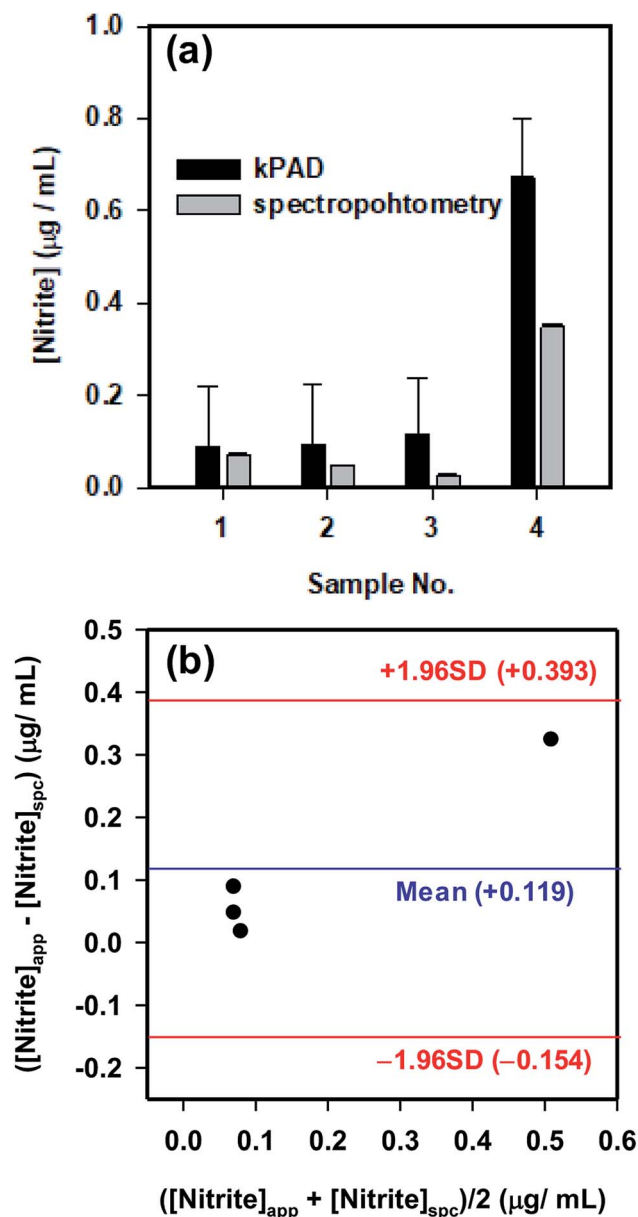 (a)
1.0
0.8
0.6
0.4
0.2
0.0
[Nitrite] (μg / mL)
kPAD
spectropohtometry
1 2 3 4
Sample No.
(b)
0.5
0.4
0.3
0.2
0.1
0.0
-0.1
-0.2
([Nitrite]app - [Nitrite]spc) (μg/ mL)
+1.96SD (+0.393)
Mean (+0.119)
−1.96SD (−0.154)
0.0 0.1 0.2 0.3 0.4 0.5 0.6
([Nitrite]app + [Nitrite]spc)/2 (μg/ mL)